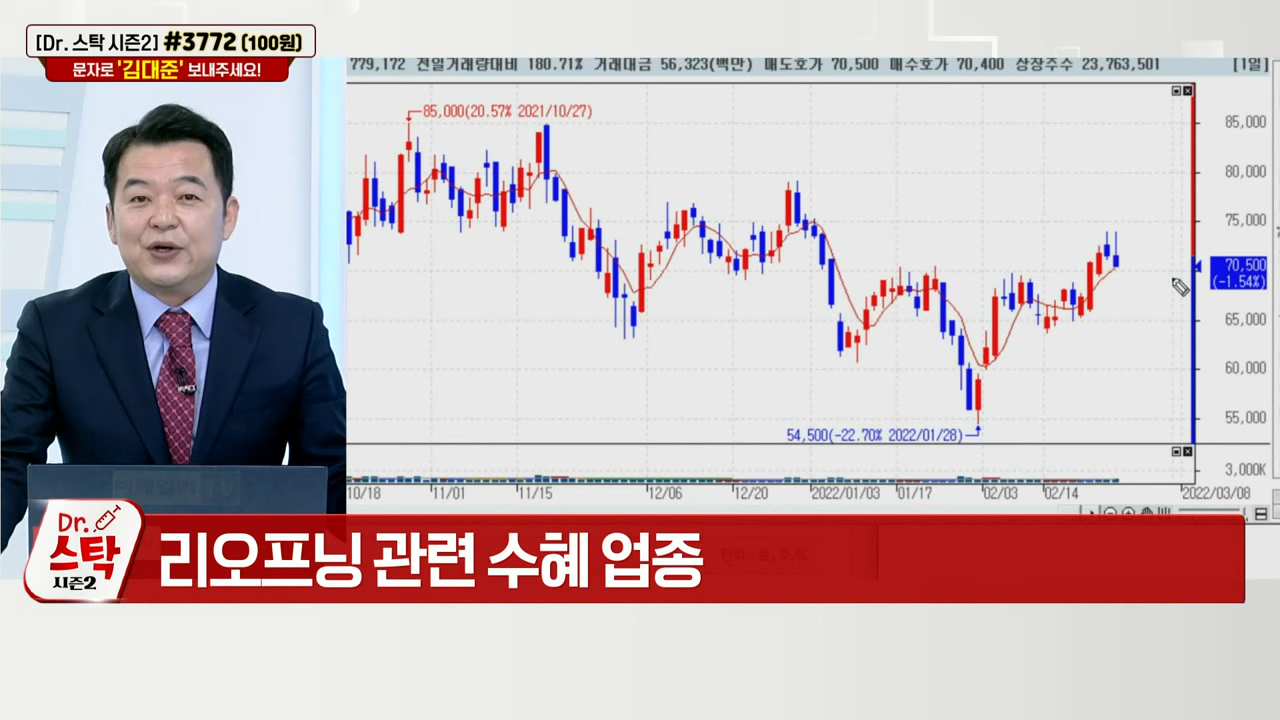 [Dr. 스탁 시즌2] #3772 (100원)
문자로 '김대준' 보내주세요!
779,172 전일거래량대비 180.71% 거래대금 56,323(백만) 매도호가 70,500 매수호가 70,400 상장주수 23,763,501 [1일]
85,000(20.57% 2021/10/27)
85,000
80,000
75,000
70,500
(-1.54%)
65,000
60,000
55,000
54,500(-22.70% 2022/01/28)
3,000K
10/18 11/01 11/15 12/06 12/20 2022/01/03 01/17 02/03 02/14 2022/03/08
Dr.
스탁
시즌2
리오프닝 관련 수혜 업종